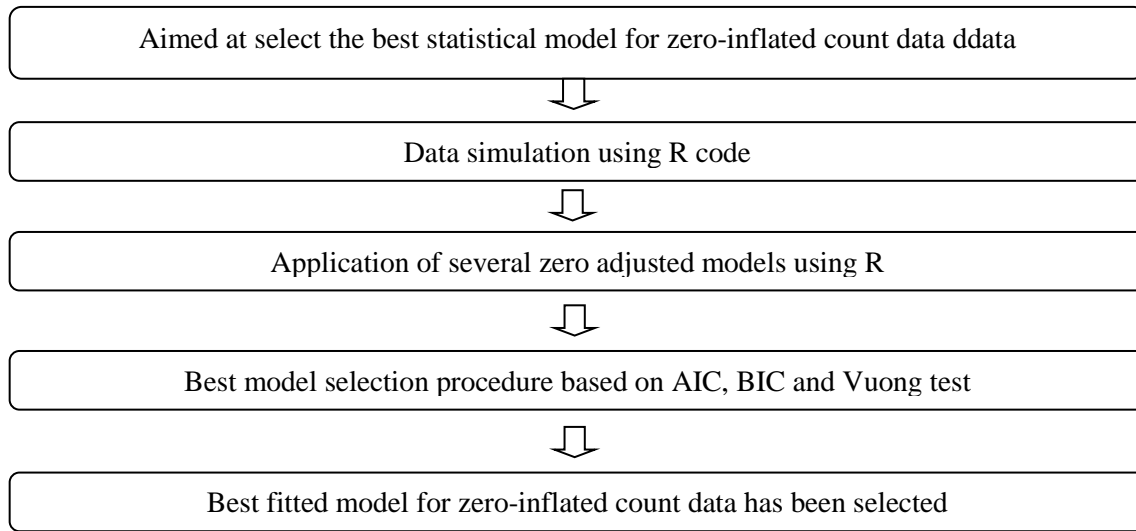 Aimed at select the best statistical model for zero-inflated count data ddata
Data simulation using R code
Application of several zero adjusted models using R
Best model selection procedure based on AIC, BIC and Vuong test
Best fitted model for zero-inflated count data has been selected